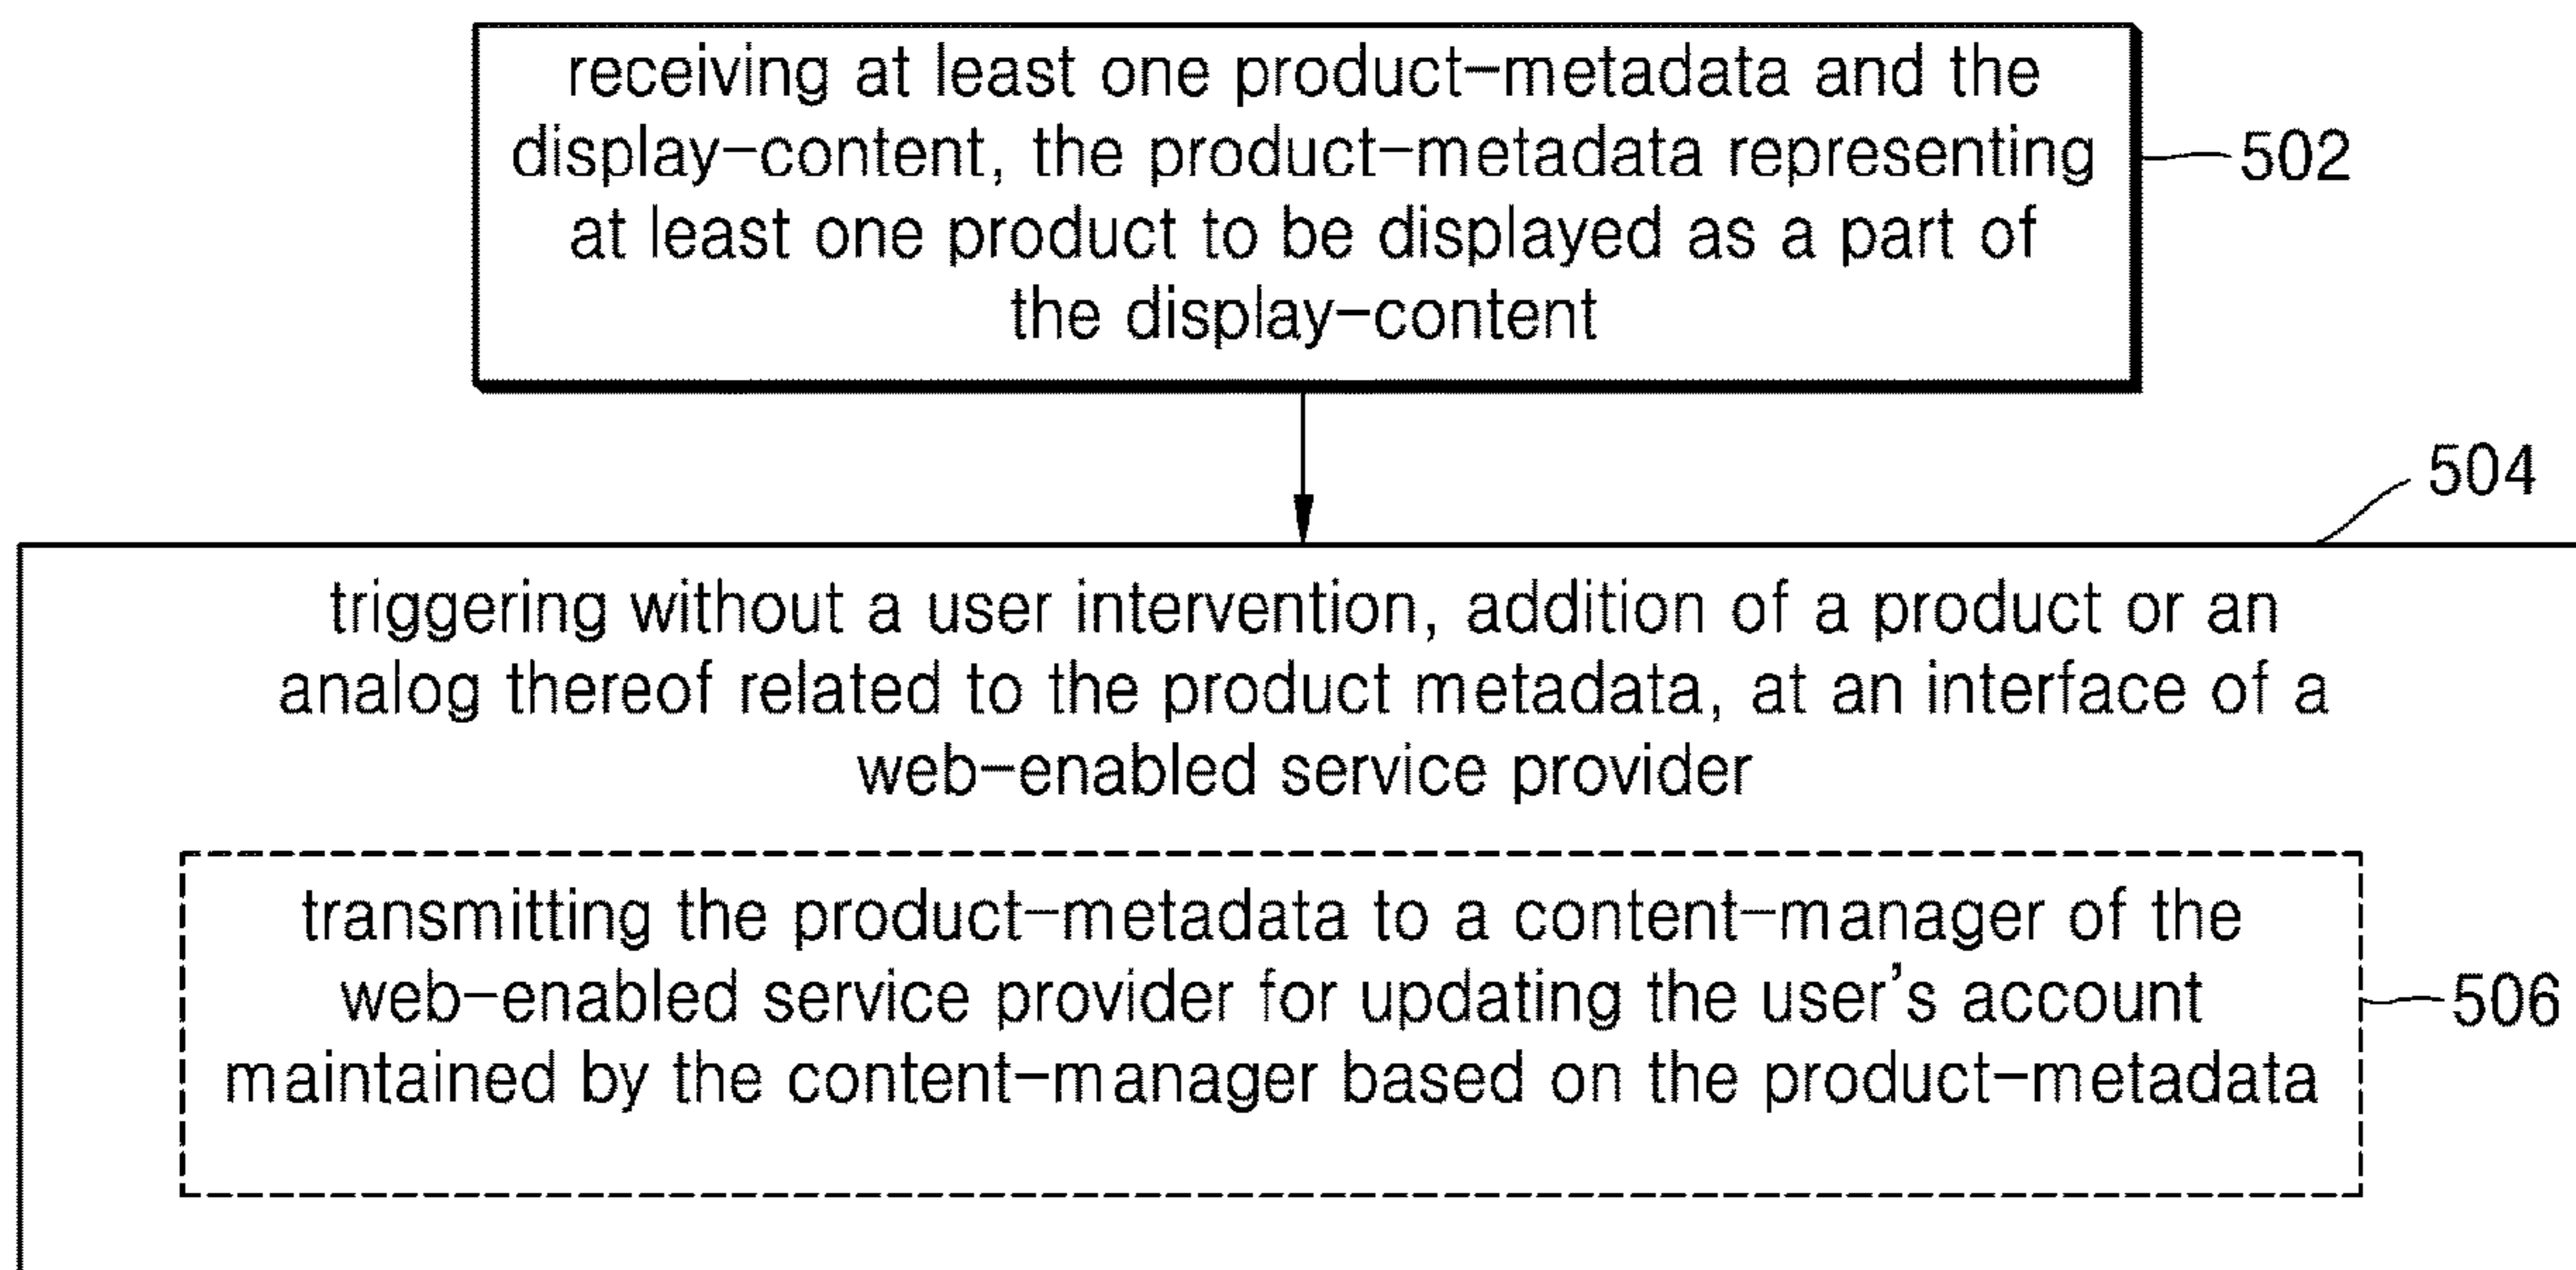 receiving at least one product-metadata and the
display-content, the product-metadata representing
at least one product to be displayed as a part of
the display-content
502
504
triggering without a user intervention, addition of a product or an
analog thereof related to the product metadata, at an interface of a
web-enabled service provider
transmitting the product-metadata to a content-manager of the
web-enabled service provider for updating the user's account
maintained by the content-manager based on the product-metadata
506